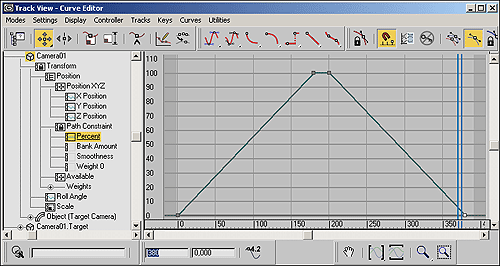 Track View - Curve Editor
Modes Settings Display Controller Tracks Keys Curves Utilities
Camera01
Transform
Position
Position XYZ
X Position
Y Position
Z Position
Path Constraint
Percent
Bank Amount
Smoothness
Weight 0
Available
Weights
Roll Angle
Scale
Object (Target Camera)
Camera01.Target
110
100
90
80
70
60
50
40
30
20
10
0
0 50 100 150 200 250 300 350
380 0,000 4.2